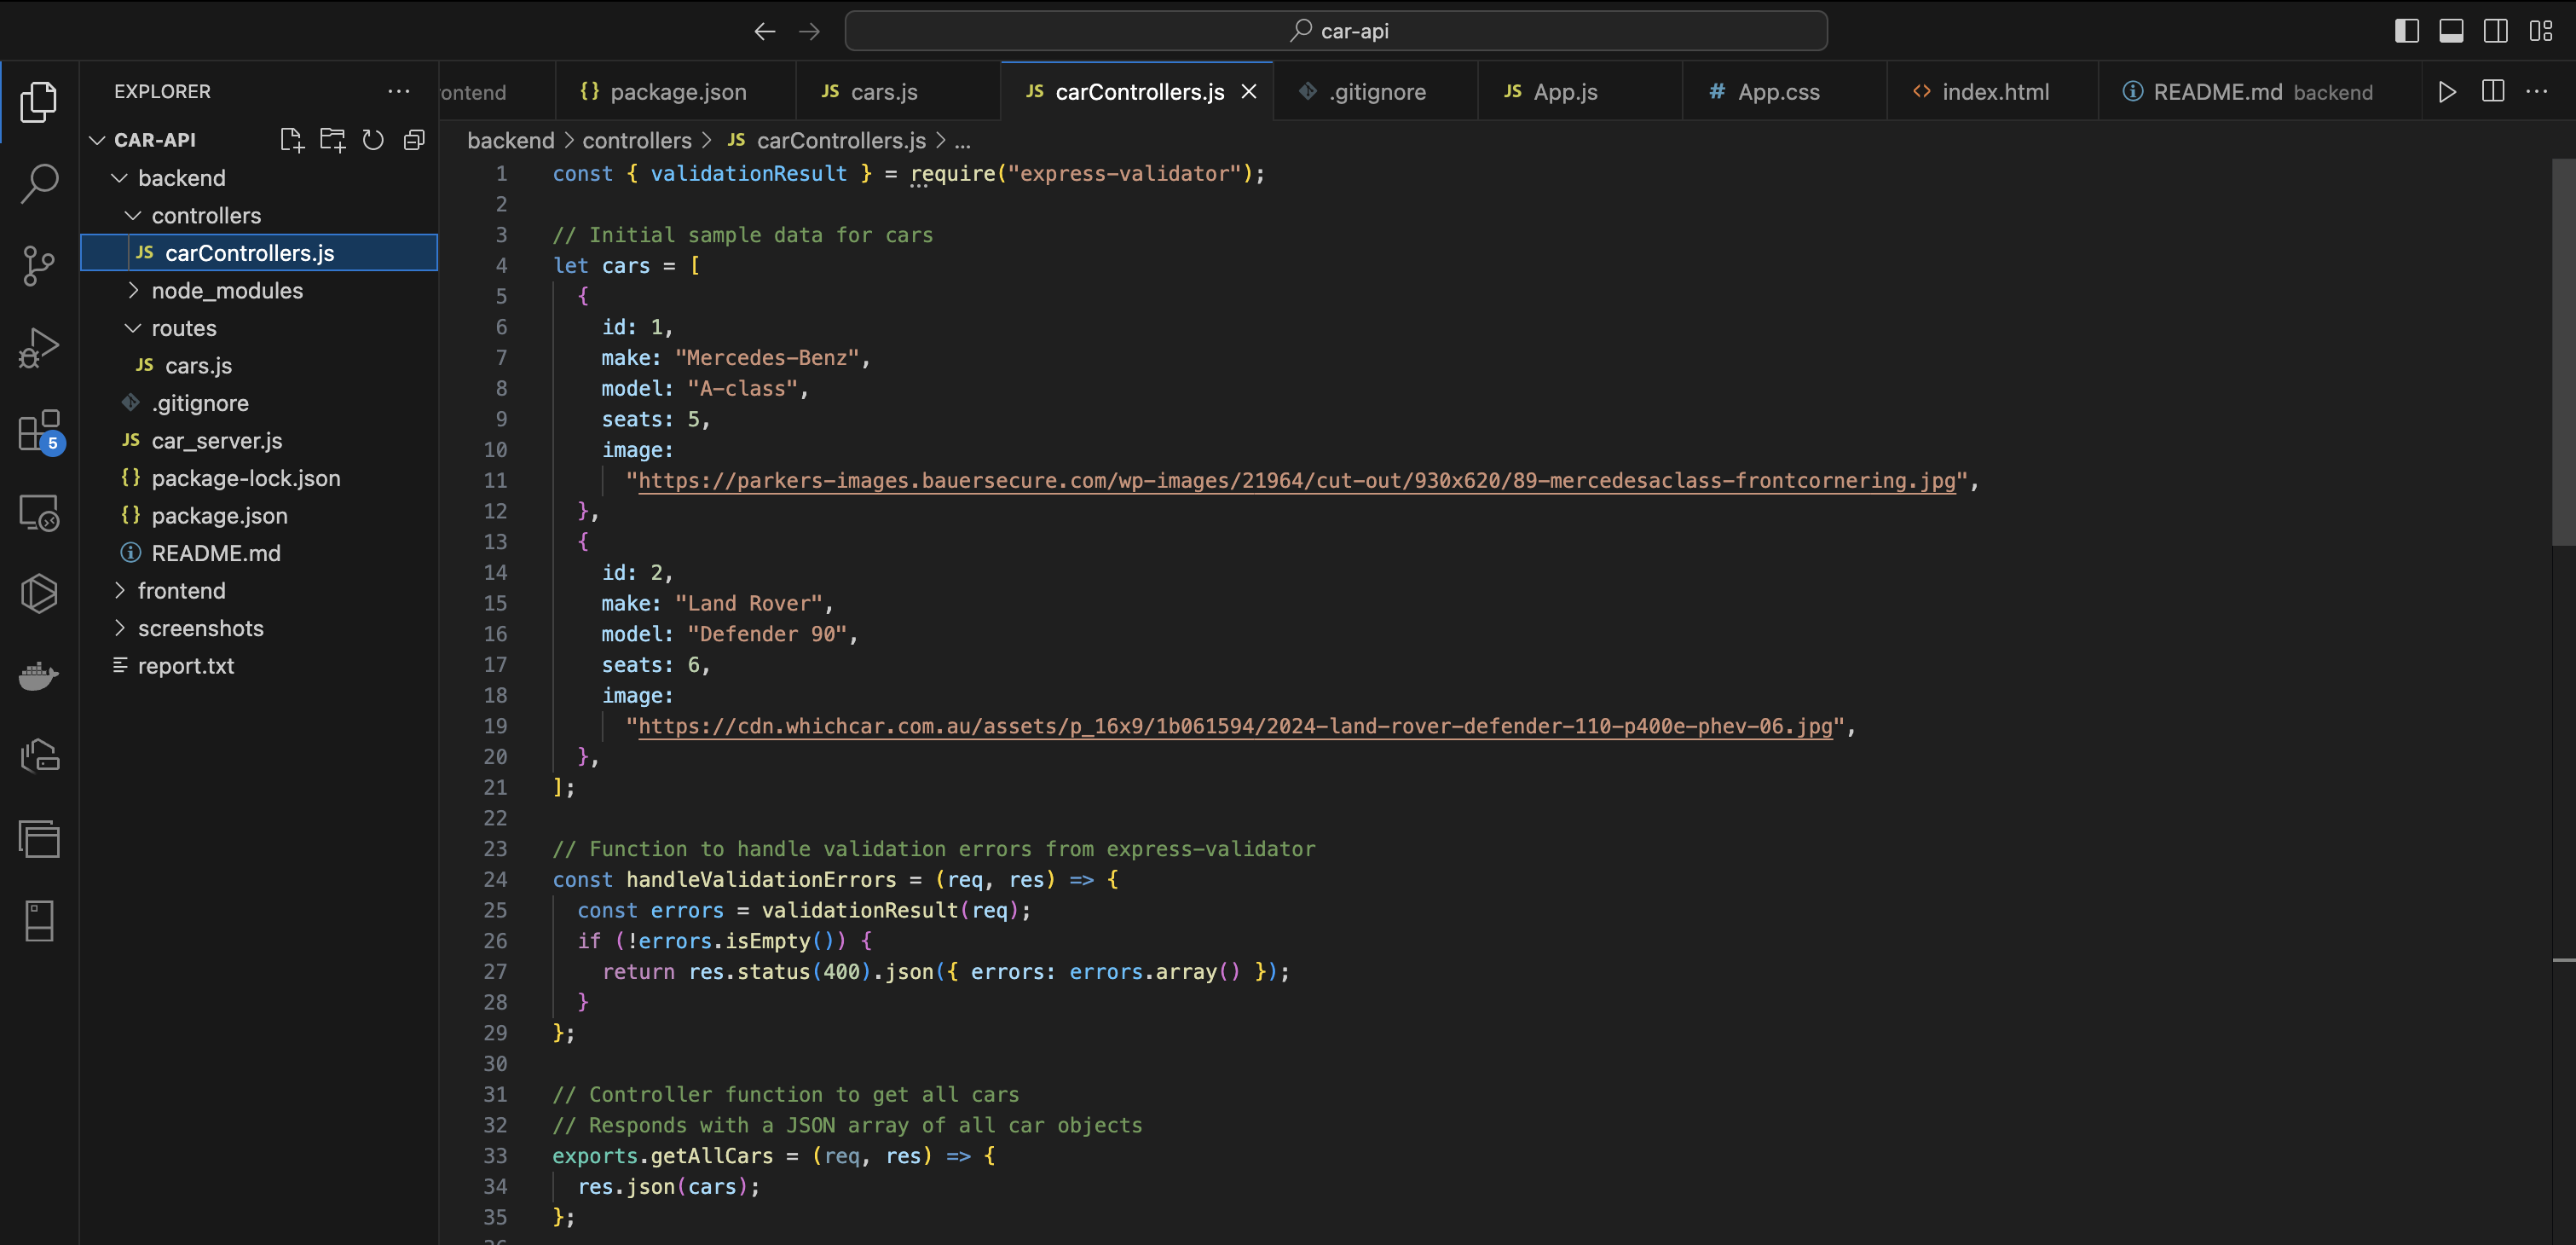 car-api
EXPLORER
ontend
package.json
cars.js
carControllers.js
.gitignore
App.js
App.css
index.html
README.md backend
CAR-API
backend
controllers
carControllers.js
node_modules
routes
cars.js
.gitignore
car_server.js
package-lock.json
package.json
README.md
frontend
screenshots
report.txt
5
backend > controllers > JS carControllers.js > ...
1 const { validationResult } = require("express-validator");
2
3 // Initial sample data for cars
4 let cars = [
5 {
6 id: 1,
7 make: "Mercedes-Benz",
8 model: "A-class",
9 seats: 5,
10 image:
11 "https://parkers-images.bauersecure.com/wp-images/21964/cut-out/930x620/89-mercedesaclass-frontcornering.jpg",
12 },
13 {
14 id: 2,
15 make: "Land Rover",
16 model: "Defender 90",
17 seats: 6,
18 image:
19 "https://cdn.whichcar.com.au/assets/p_16x9/1b061594/2024-land-rover-defender-110-p400e-phev-06.jpg",
20 },
21 ];
22
23 // Function to handle validation errors from express-validator
24 const handleValidationErrors = (req, res) => {
25 const errors = validationResult(req);
26 if (!errors.isEmpty()) {
27 return res.status(400).json({ errors: errors.array() });
28 }
29 };
30
31 // Controller function to get all cars
32 // Responds with a JSON array of all car objects
33 exports.getAllCars = (req, res) => {
34 res.json(cars);
35 };